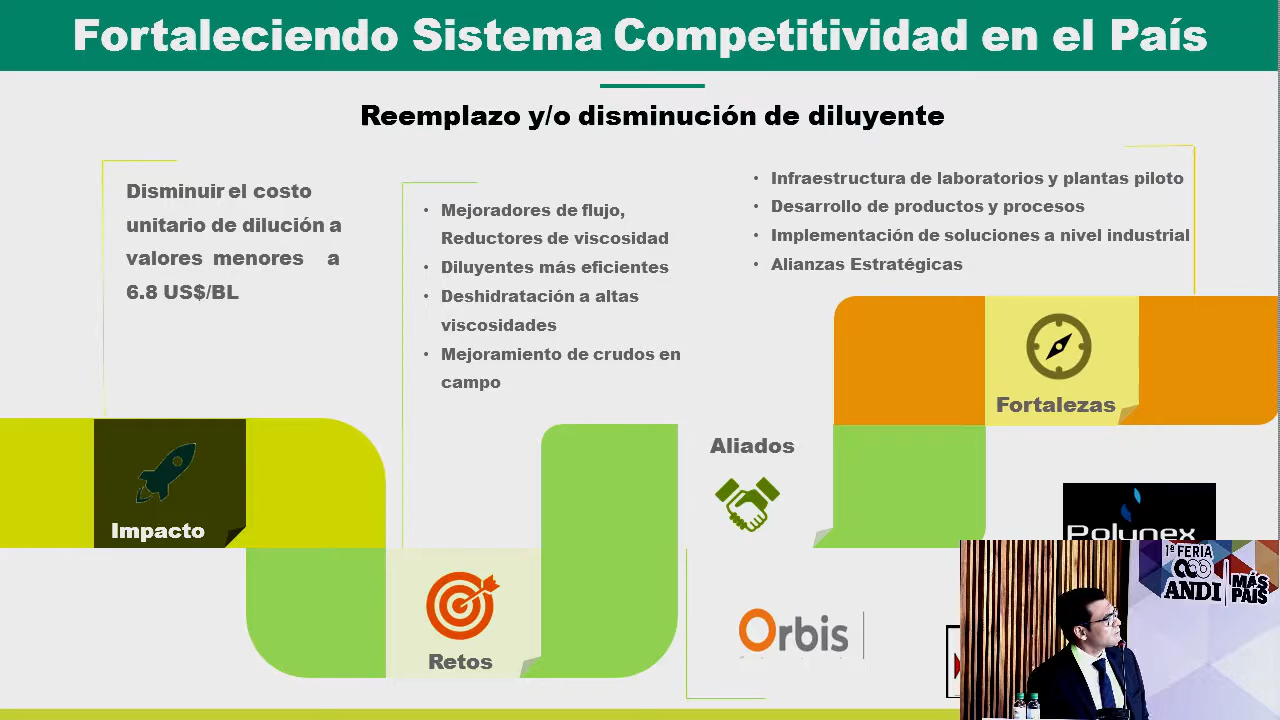 Fortaleciendo Sistema Competitividad en el País
Reemplazo y/o disminución de diluyente
Disminuir el costo
unitario de dilución a
valores menores a
6.8 US$/BL
• Mejoradores de flujo,
Reductores de viscosidad
• Diluyentes más eficientes
• Deshidratación a altas
viscosidades
• Mejoramiento de crudos en
campo
• Infraestructura de laboratorios y plantas piloto
• Desarrollo de productos y procesos
• Implementación de soluciones a nivel industrial
• Alianzas Estratégicas
Fortalezas
Aliados
Impacto
Retos
Polynex
Orbis
1ª FERIA
ANDI
MÁS
PAÍS